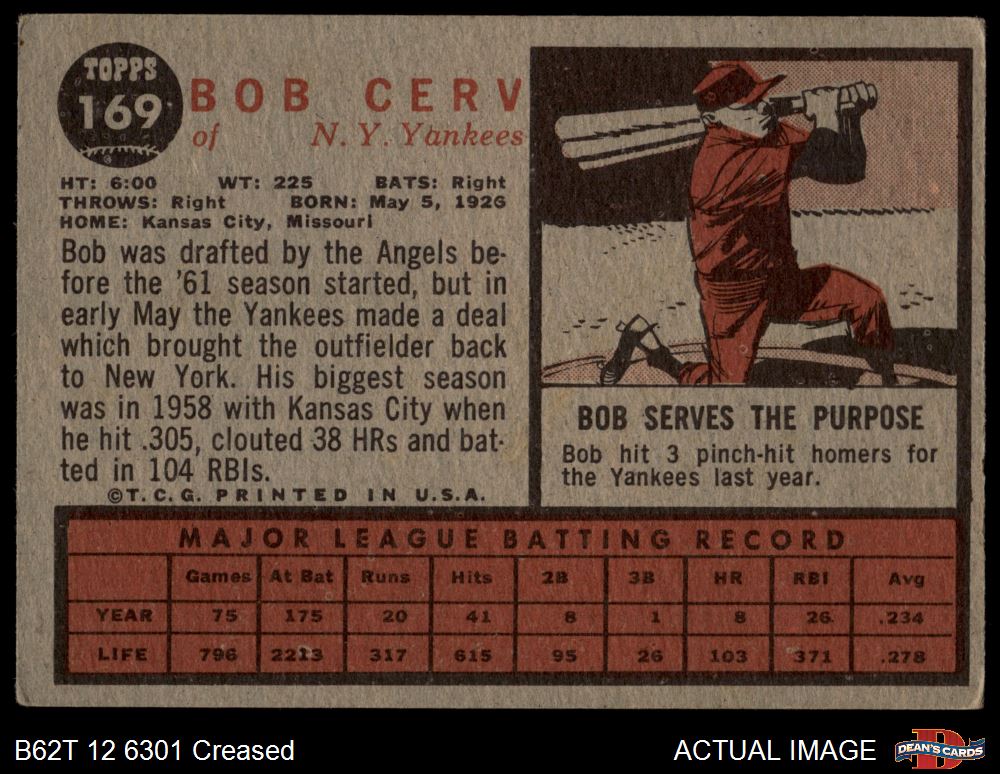 TOPPS
169
BOB CERV
of N. Y. Yankees
HT: 6:00 WT: 225 BATS: Right
THROWS: Right BORN: May 5, 1926
HOME: Kansas City, Missouri
Bob was drafted by the Angels be-
fore the '61 season started, but in
early May the Yankees made a deal
which brought the outfielder back
to New York. His biggest season
was in 1958 with Kansas City when
he hit .305, clouted 38 HRs and bat-
ted in 104 RBIs.
©T.C.G. PRINTED IN U.S.A.
BOB SERVES THE PURPOSE
Bob hit 3 pinch-hit homers for
the Yankees last year.
MAJOR LEAGUE BATTING RECORD
Games At Bat Runs Hits 2B 3B HR RBI Avg
YEAR 75 175 20 41 8 1 8 26 .234
LIFE 796 2213 317 615 95 26 103 371 .278
B62T 12 6301 Creased
ACTUAL IMAGE
D
DEAN'S CARDS